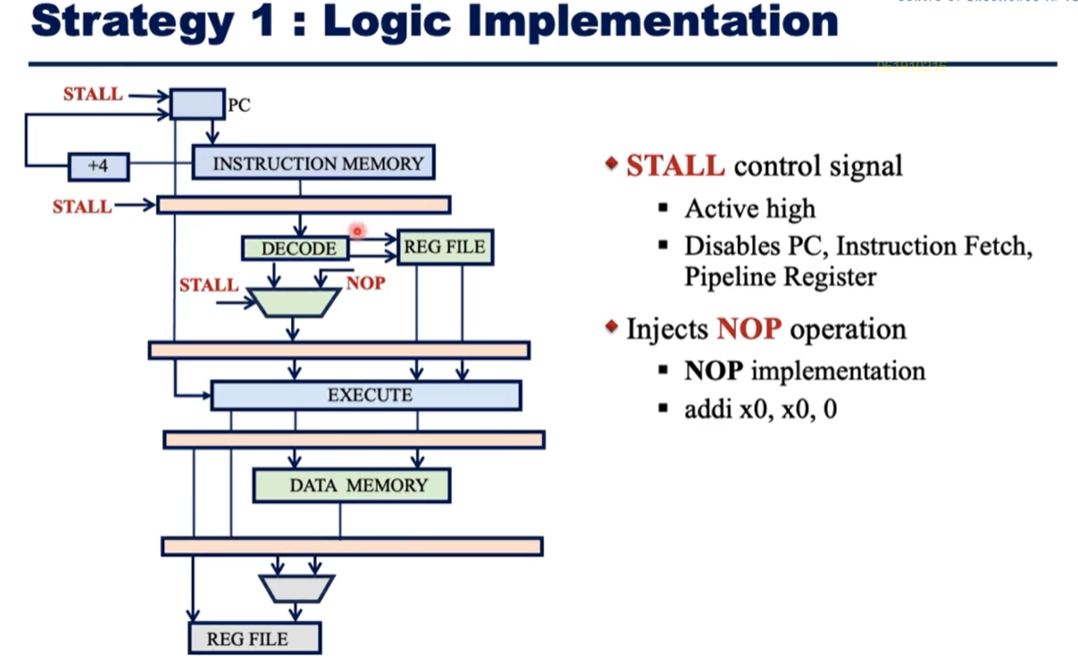 Strategy 1 : Logic Implementation
STALL
PC
+4
INSTRUCTION MEMORY
STALL
DECODE
REG FILE
STALL
NOP
EXECUTE
DATA MEMORY
REG FILE
STALL control signal
Active high
Disables PC, Instruction Fetch,
Pipeline Register
Injects NOP operation
NOP implementation
addi x0, x0, 0